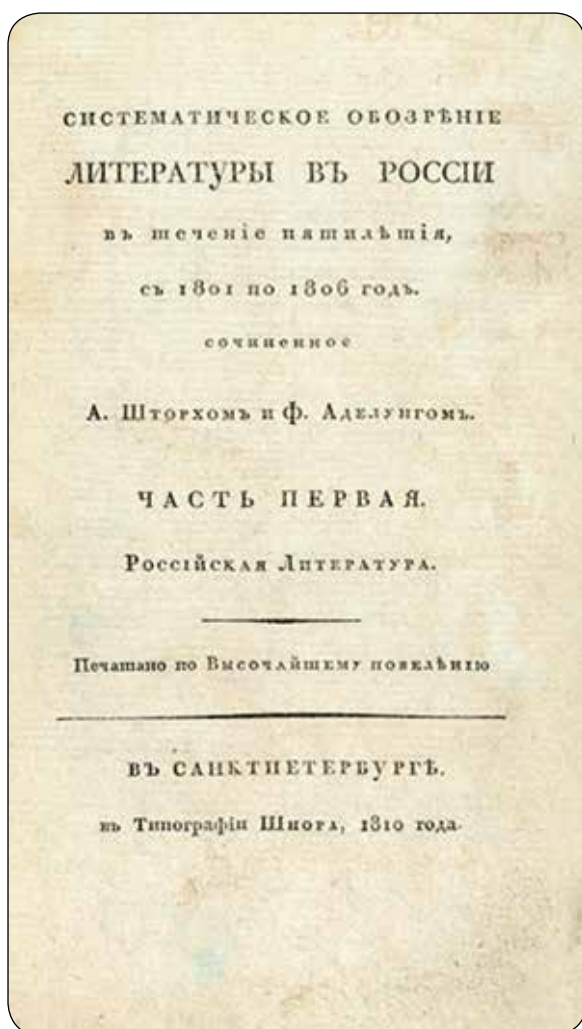 СИСТЕМАТИЧЕСКОЕ ОБОЗРѢНІЕ
ЛИТЕРАТУРЫ ВЪ РОССІИ
въ теченіе пятилѣтія,
съ 1801 по 1806 годъ.
сочиненное
А. Шторхомъ и Ф. Аделунгомъ.
ЧАСТЬ ПЕРВАЯ.
Россійская Литература.
Печатано по Высочайшему повелѣнію
ВЪ САНКТПЕТЕРБУРГѢ,
въ Типографіи Шнора, 1810 года.